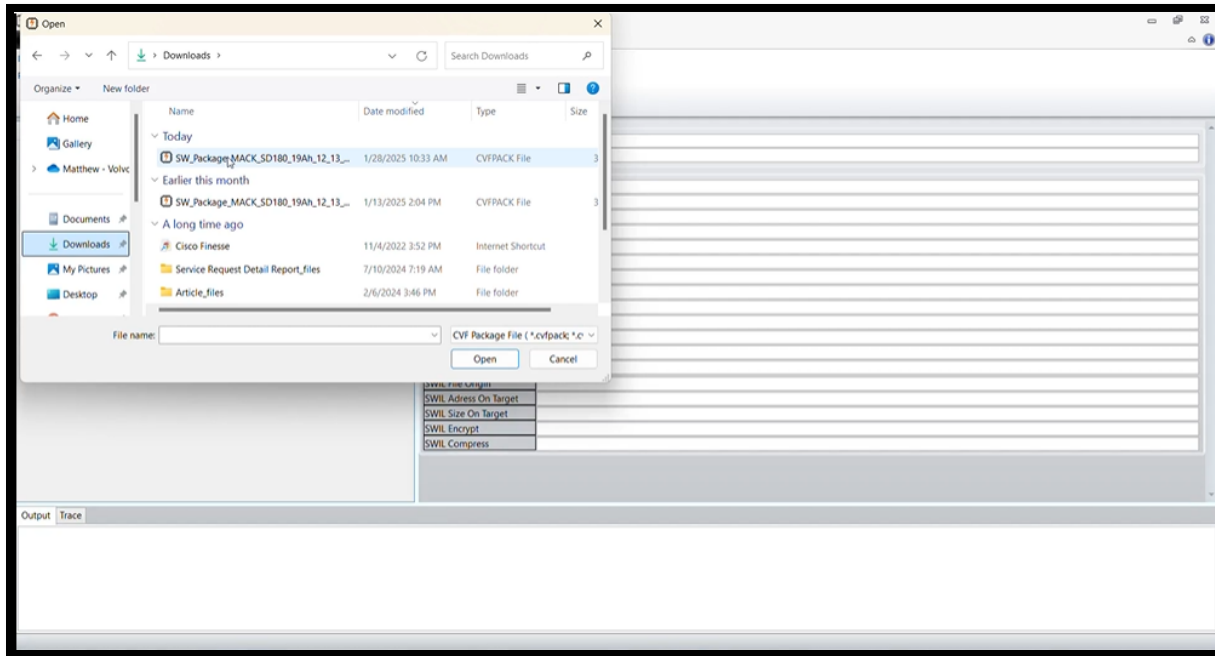 Open
Downloads
Search Downloads
Organize
New folder
Name Date modified Type Size
Home
Gallery
Matthew - Volvo
Documents
Downloads
My Pictures
Desktop
Today
SW_Package_MACK_SD180_19Ah_12_13_... 1/28/2025 10:33 AM CVFPACK File 3
Earlier this month
SW_Package_MACK_SD180_19Ah_12_13_... 1/13/2025 2:04 PM CVFPACK File 3
A long time ago
Cisco Finesse 11/4/2022 3:52 PM Internet Shortcut
Service Request Detail Report_files 7/10/2024 7:19 AM File folder
Article_files 2/6/2024 3:46 PM File folder
File name: CVF Package File ( *.cvfpack; *.c
Open Cancel
SWIL File Origin
SWIL Adress On Target
SWIL Size On Target
SWIL Encrypt
SWIL Compress
Output Trace